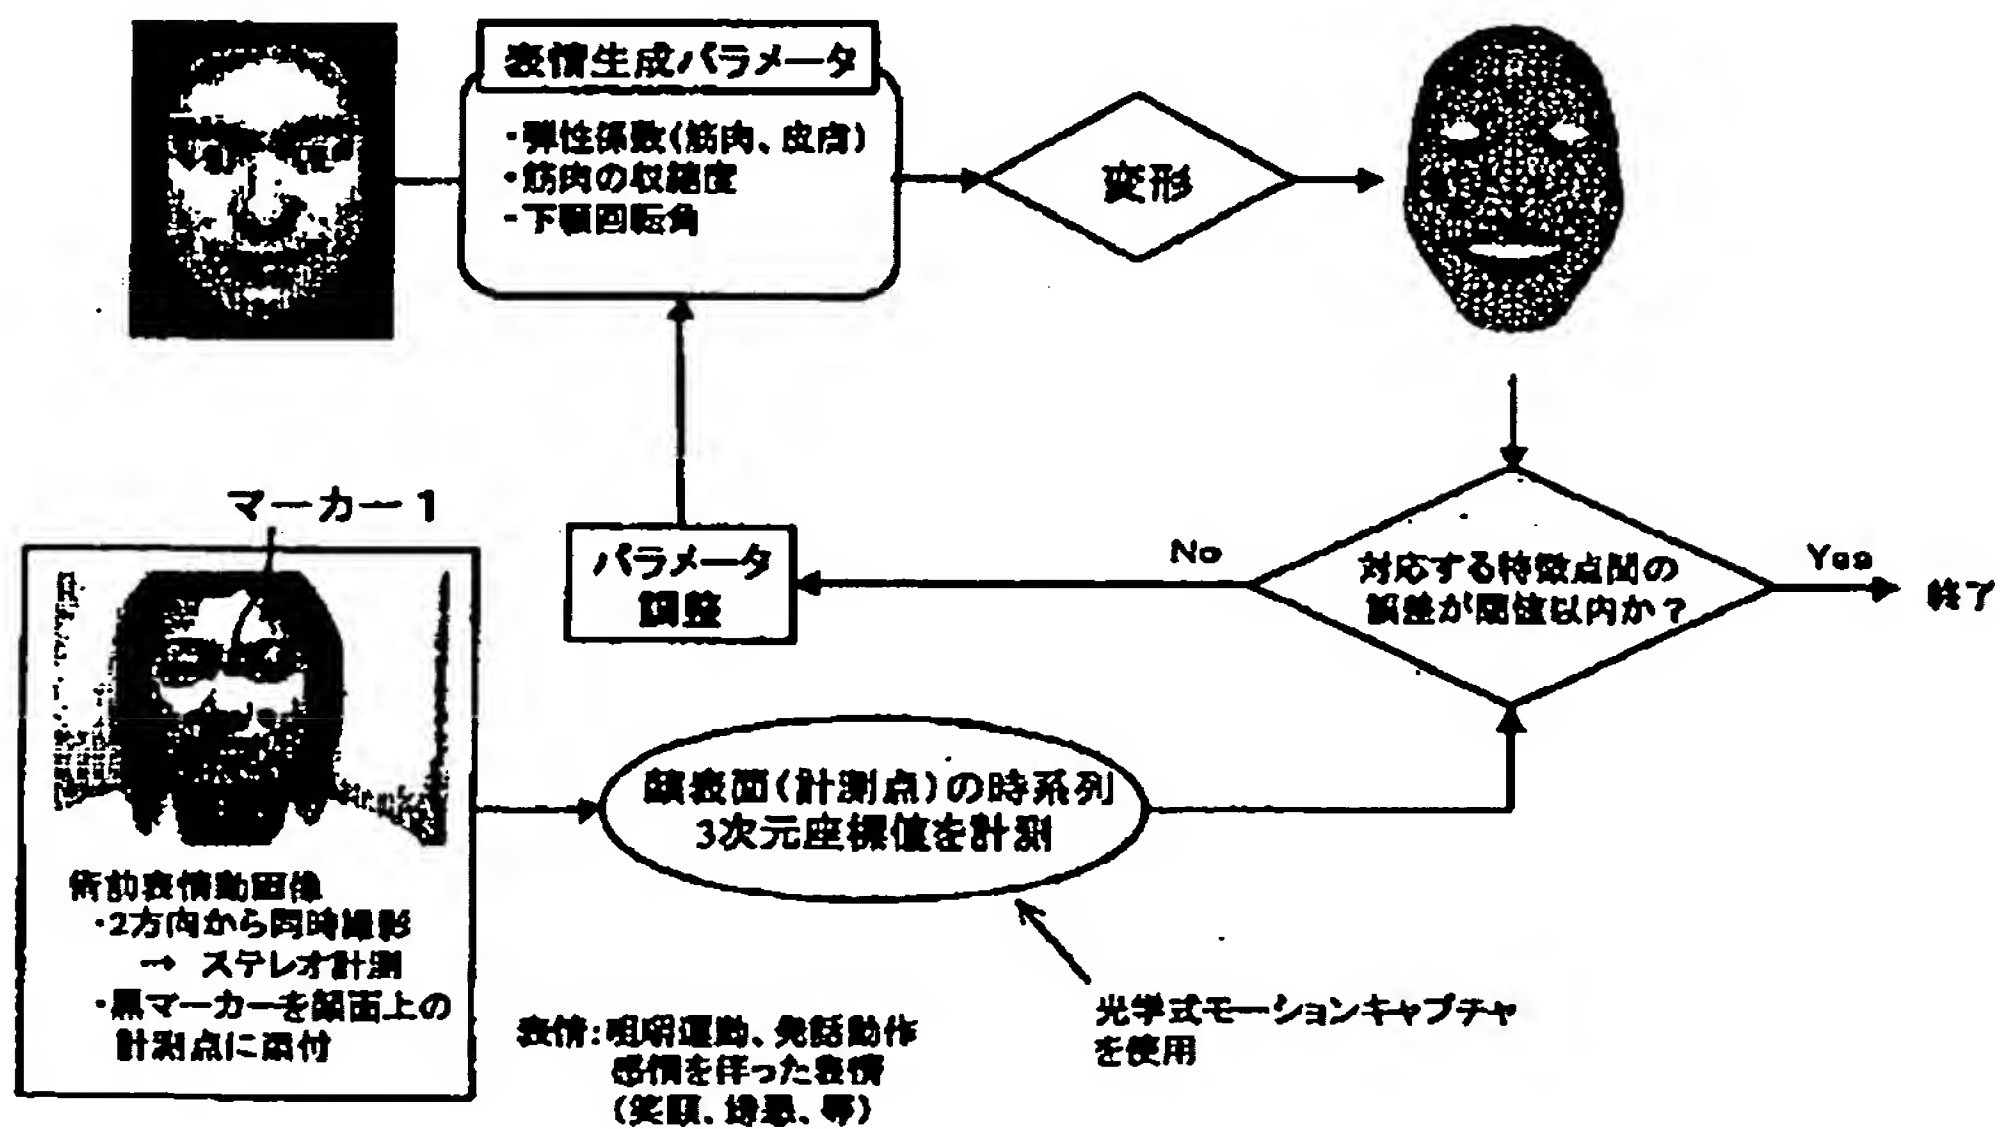 表情生成パラメータ
・弾性係数(筋肉、皮膚)
・筋肉の収縮度
・下顎回転角
変形
マーカー1
パラメータ
調整
No
対応する特徴点間の
誤差が閾値以内か？
Yes
終了
顔表面(計測点)の時系列
3次元座標値を計測
術前表情動画像
・2方向から同時撮影
→ ステレオ計測
・黒マーカーを顔面上の
計測点に添付
表情:咀嚼運動、発話動作
感情を伴った表情
(笑顔、憎悪、等)
光学式モーションキャプチャ
を使用